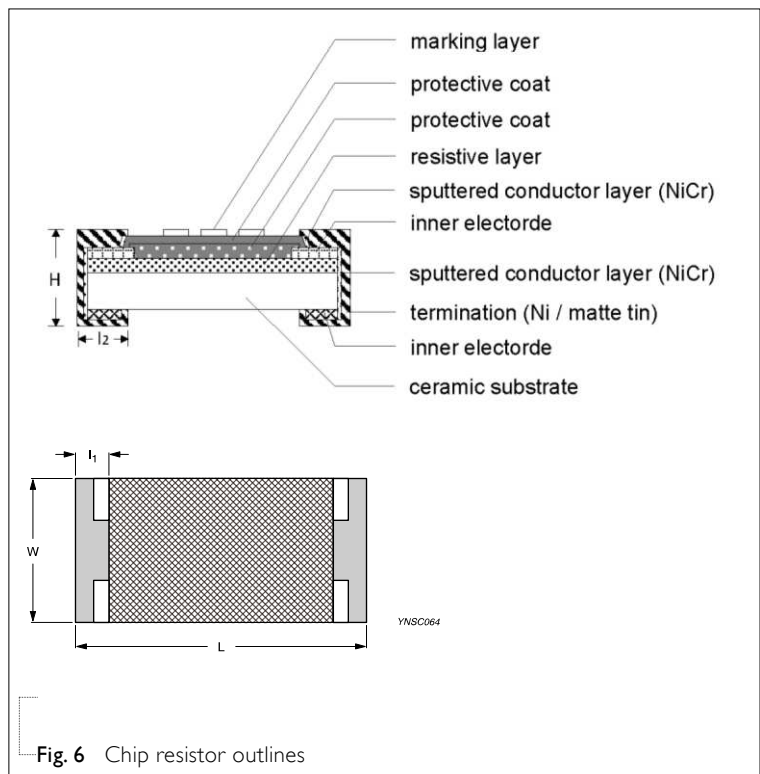 marking layer
protective coat
protective coat
resistive layer
sputtered conductor layer (NiCr)
inner electorde
sputtered conductor layer (NiCr)
termination (Ni / matte tin)
inner electorde
ceramic substrate
H
l2
l1
W
L
YNSC064
Fig. 6 Chip resistor outlines